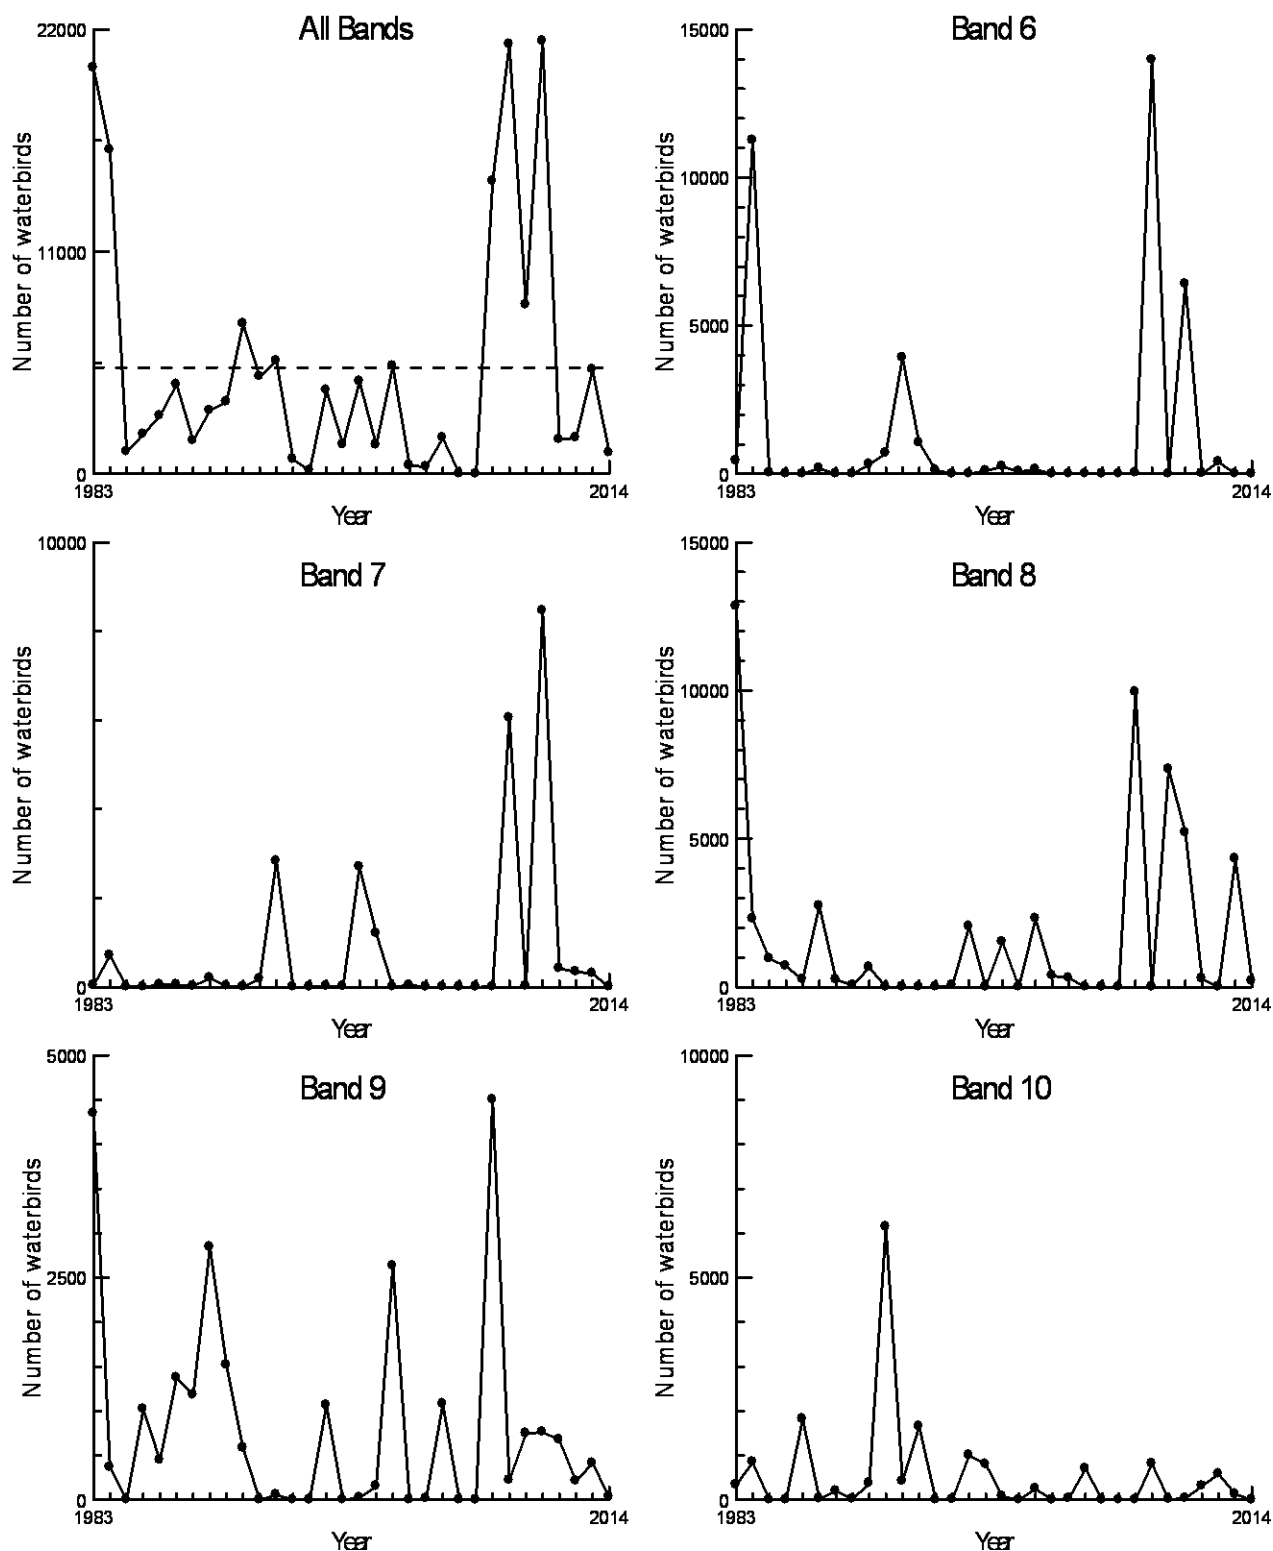 All Bands
Number of waterbirds
22000
11000
0
1983
2014
Year
Band 6
Number of waterbirds
15000
10000
5000
0
1983
2014
Year
Band 7
Number of waterbirds
10000
0
1983
2014
Year
Band 8
Number of waterbirds
15000
10000
5000
0
1983
2014
Year
Band 9
Number of waterbirds
5000
2500
0
1983
2014
Year
Band 10
Number of waterbirds
10000
5000
0
1983
2014
Year